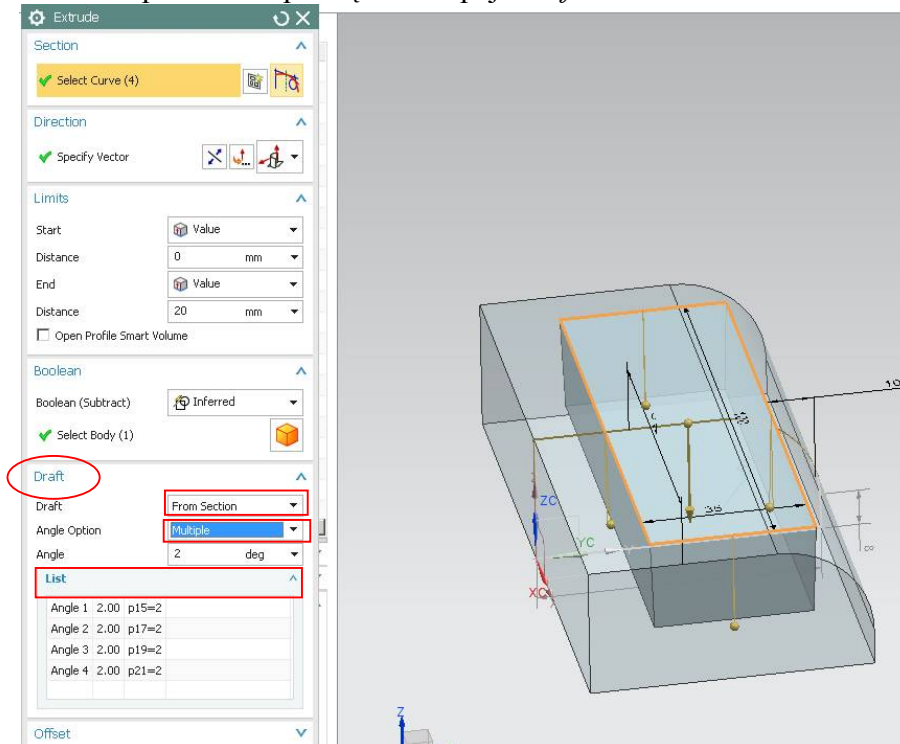 Extrude
Section
Select Curve (4)
Direction
Specify Vector
Limits
Start Value
Distance 0 mm
End Value
Distance 20 mm
Open Profile Smart Volume
Boolean
Boolean (Subtract) Inferred
Select Body (1)
Draft
Draft From Section
Angle Option Multiple
Angle 2 deg
List
Angle 1 2.00 p15=2
Angle 2 2.00 p17=2
Angle 3 2.00 p19=2
Angle 4 2.00 p21=2
Offset
10
35
8
ZC
YC
XC
Z